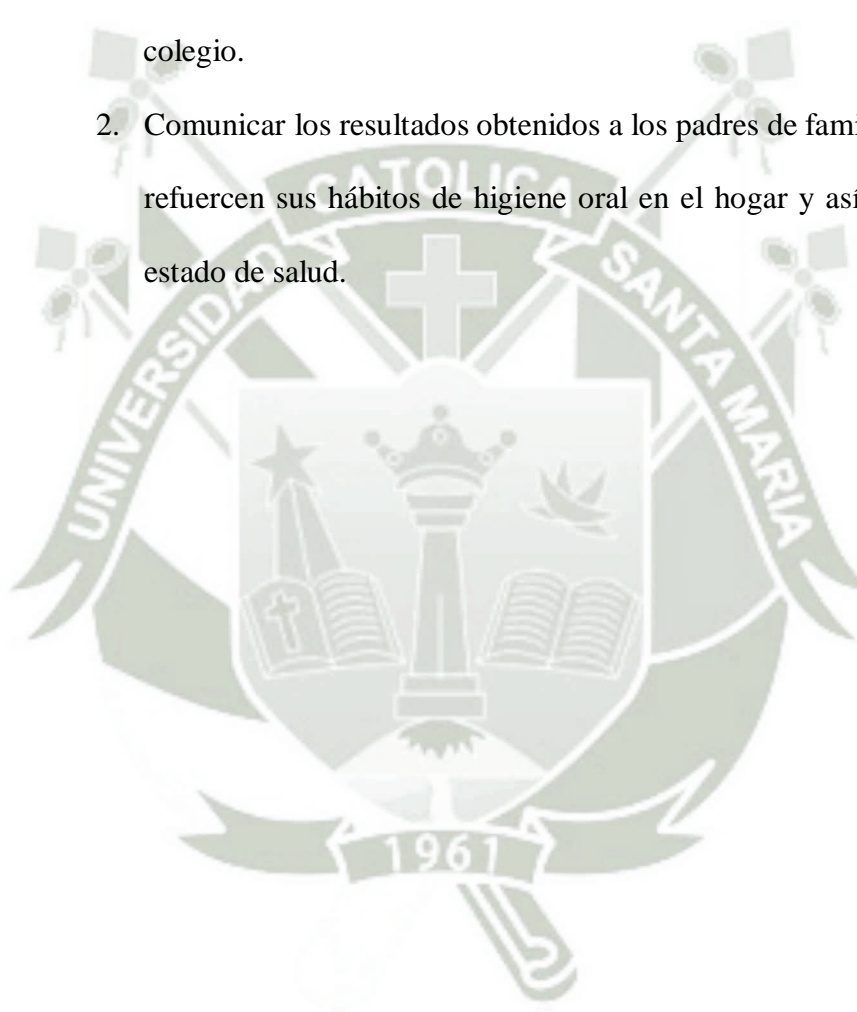 colegio.
2. Comunicar los resultados obtenidos a los padres de fami
refuercen sus hábitos de higiene oral en el hogar y así
estado de salud.
UNIVERSIDAD CATOLICA SANTA MARIA
1961